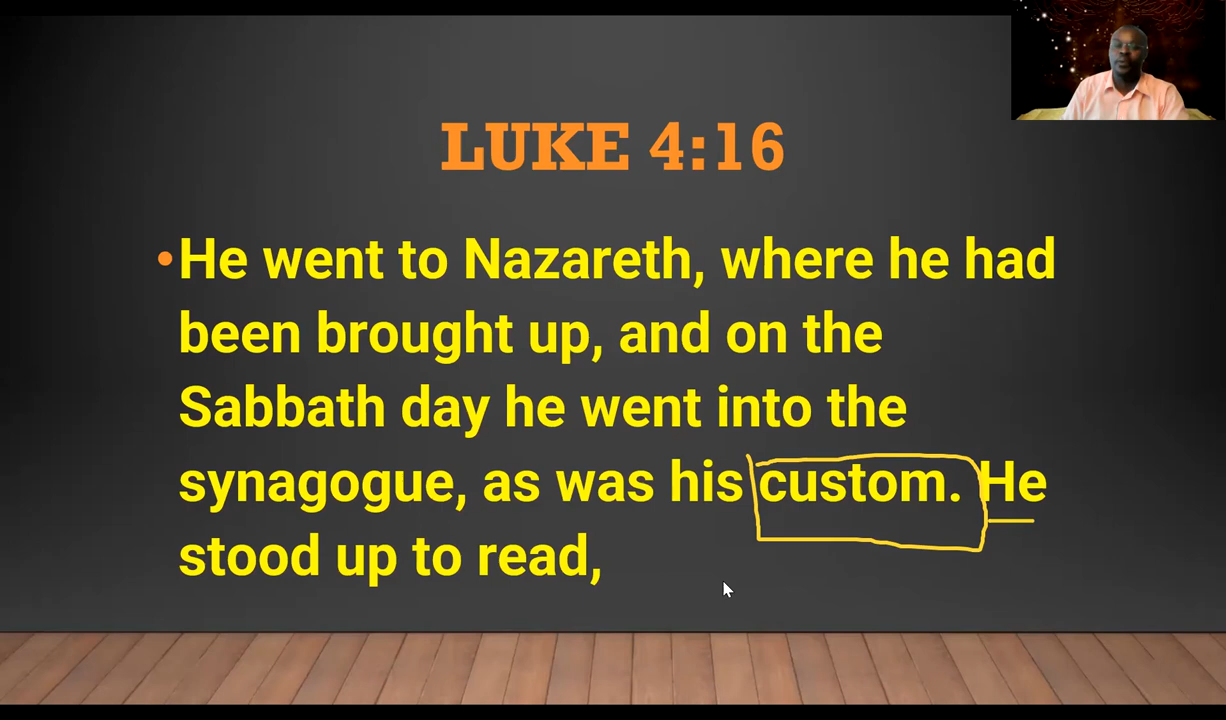 LUKE 4:16
•He went to Nazareth, where he had
been brought up, and on the
Sabbath day he went into the
synagogue, as was his custom. He
stood up to read,